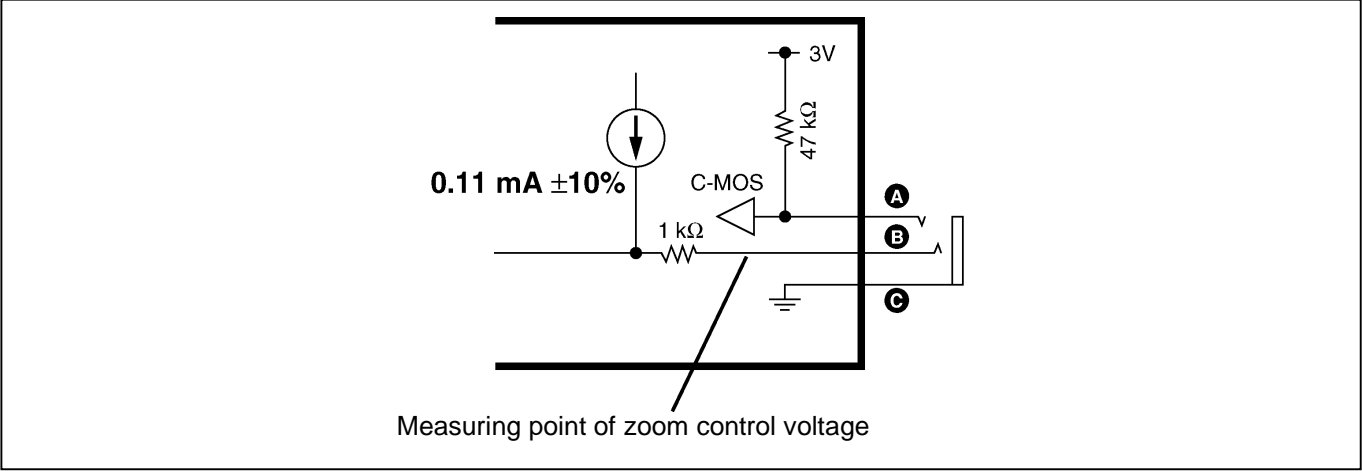 3V
47 kΩ
0.11 mA ±10%
C-MOS
A
1 kΩ
B
C
Measuring point of zoom control voltage